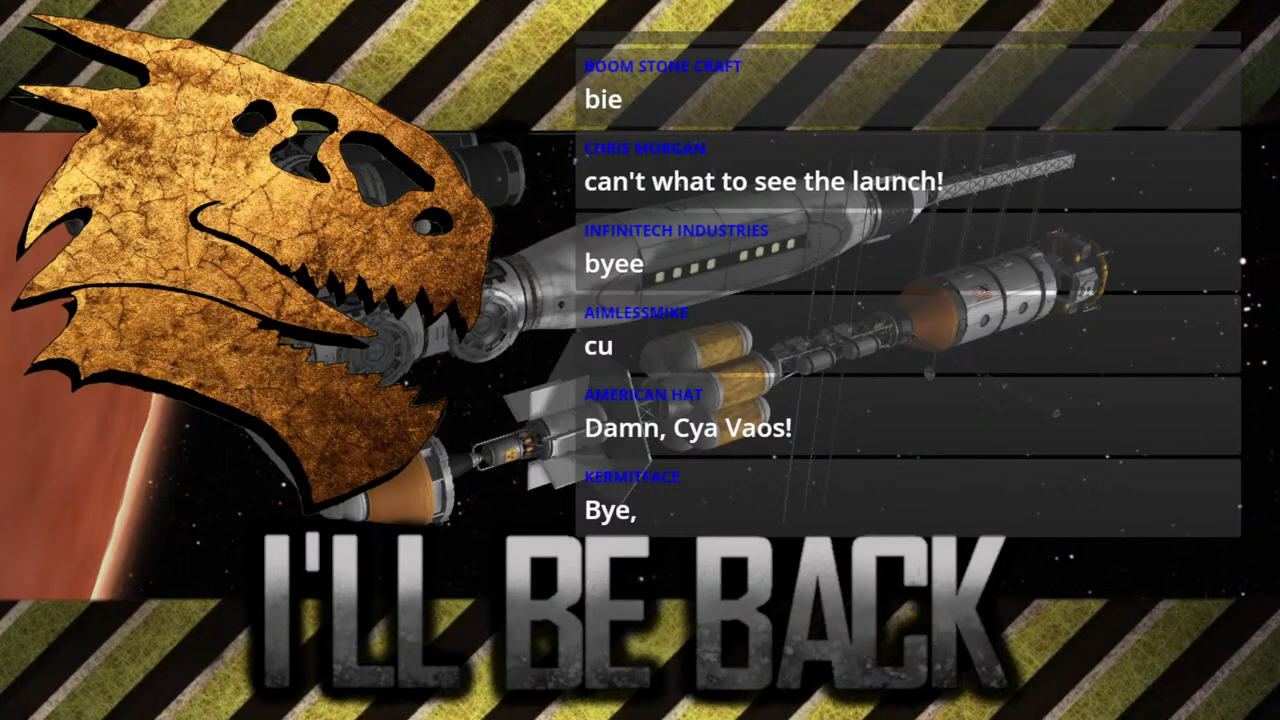 BOOM STONE CRAFT
bie
CHRIS MORGAN
can't what to see the launch!
INFINITECH INDUSTRIES
byee
AIMLESSMIKE
cu
AMERICAN HAT
Damn, Cya Vaos!
KERMITFACE
Bye,
I'LL BE BACK